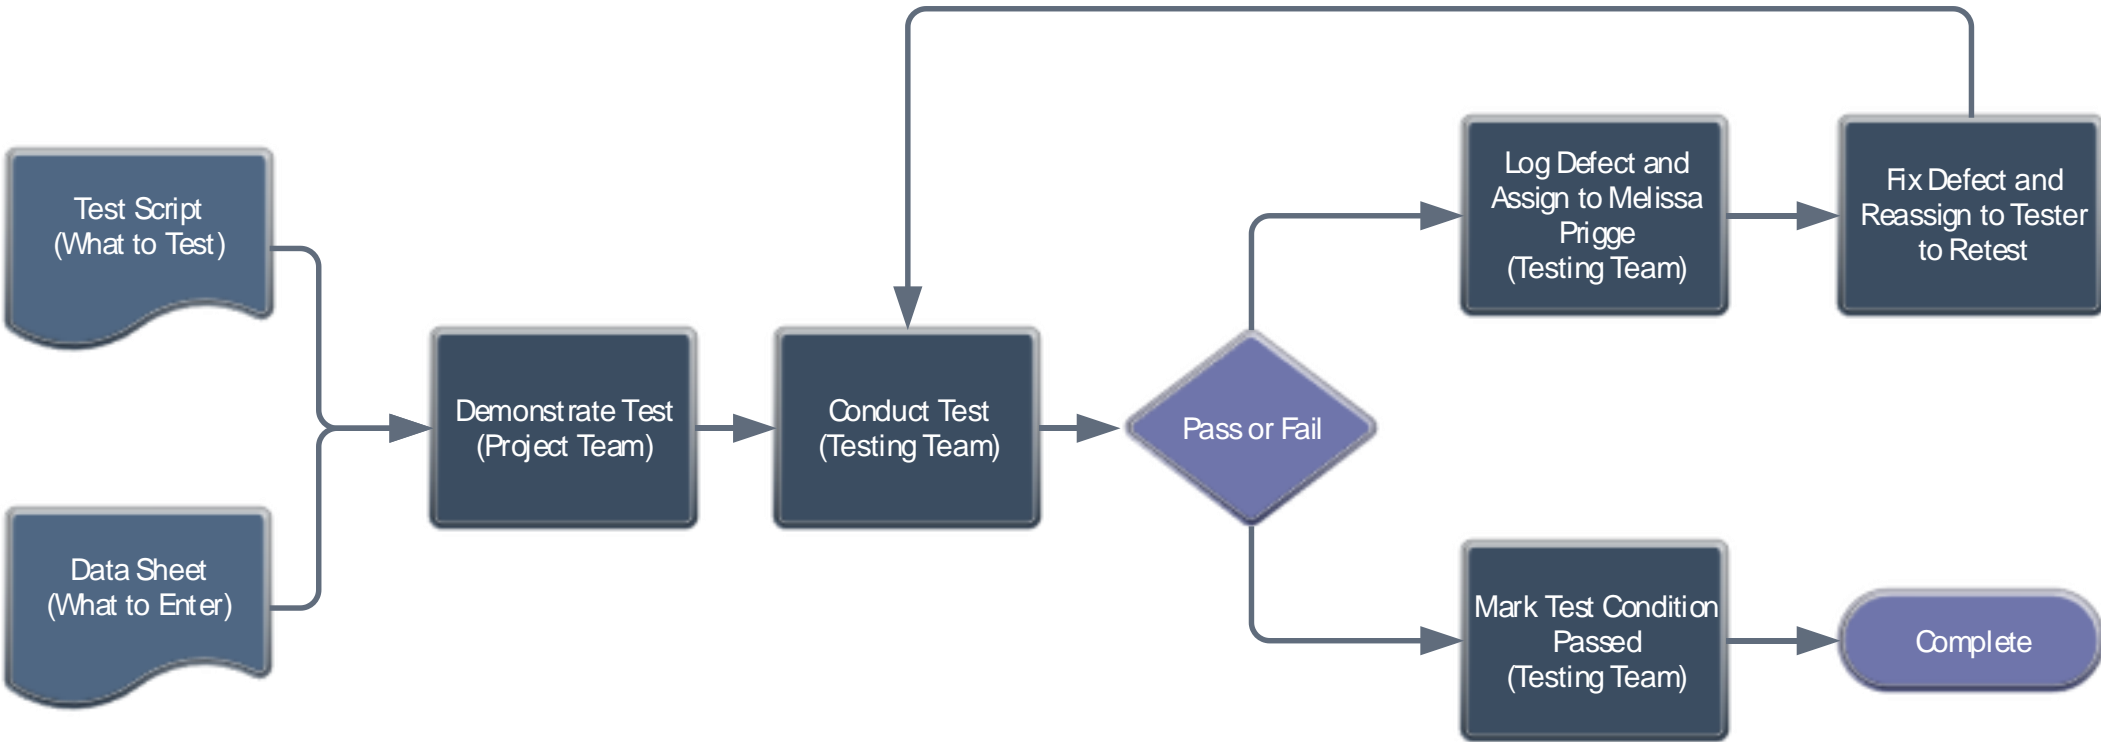 Test Script
(What to Test)
Data Sheet
(What to Enter)
Demonstrate Test
(Project Team)
Conduct Test
(Testing Team)
Pass or Fail
Log Defect and
Assign to Melissa
Prigge
(Testing Team)
Fix Defect and
Reassign to Tester
to Retest
Mark Test Condition
Passed
(Testing Team)
Complete